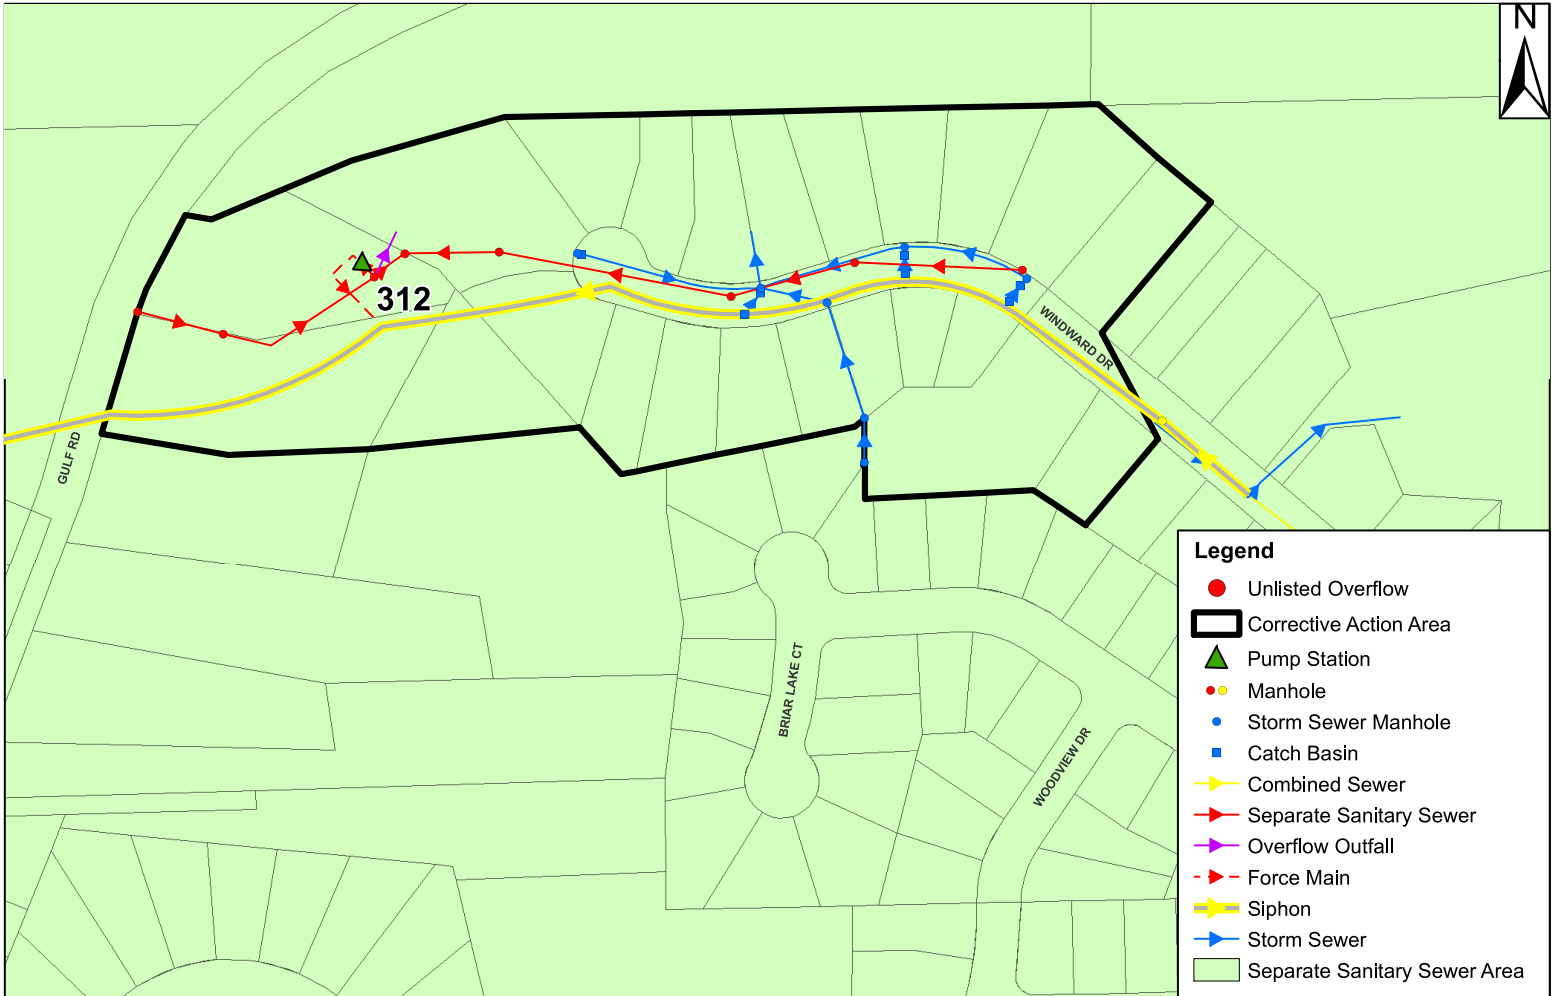 N
312
WINDWARD DR
GULF RD
BRIAR LAKE CT
WOODVIEW DR
Legend
Unlisted Overflow
Corrective Action Area
Pump Station
Manhole
Storm Sewer Manhole
Catch Basin
Combined Sewer
Separate Sanitary Sewer
Overflow Outfall
Force Main
Siphon
Storm Sewer
Separate Sanitary Sewer Area